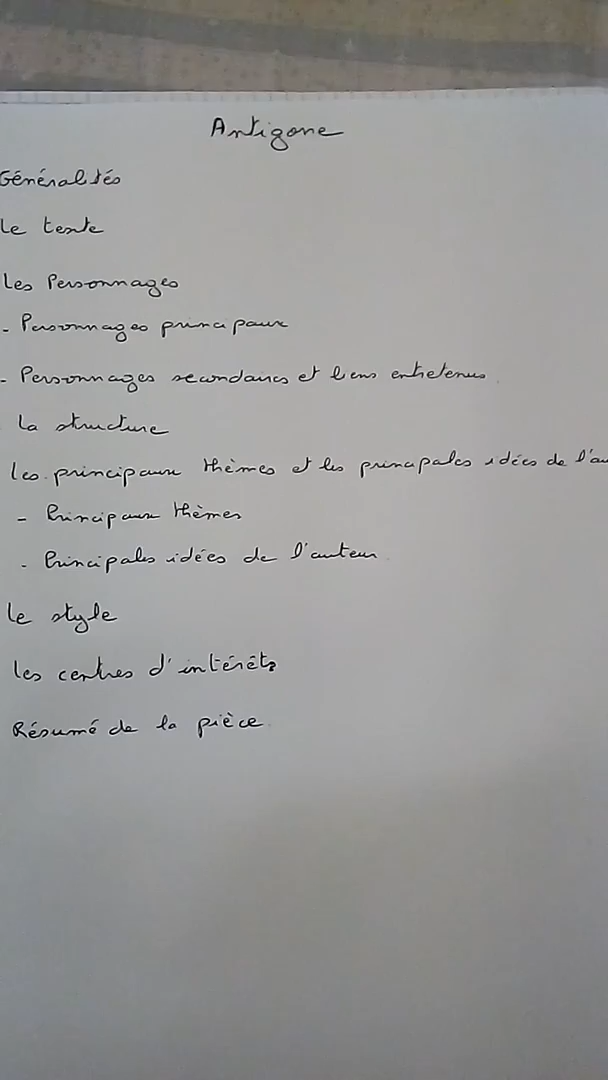 Antigone
Généralités
Le texte
Les Personnages
- Personnages principaux
- Personnages secondaires et liens entretenus
La structure
Les principaux thèmes et les principales idées de l'au
- Principaux thèmes
- Principales idées de l'auteur
Le style
Les centres d'intérêts
Résumé de la pièce